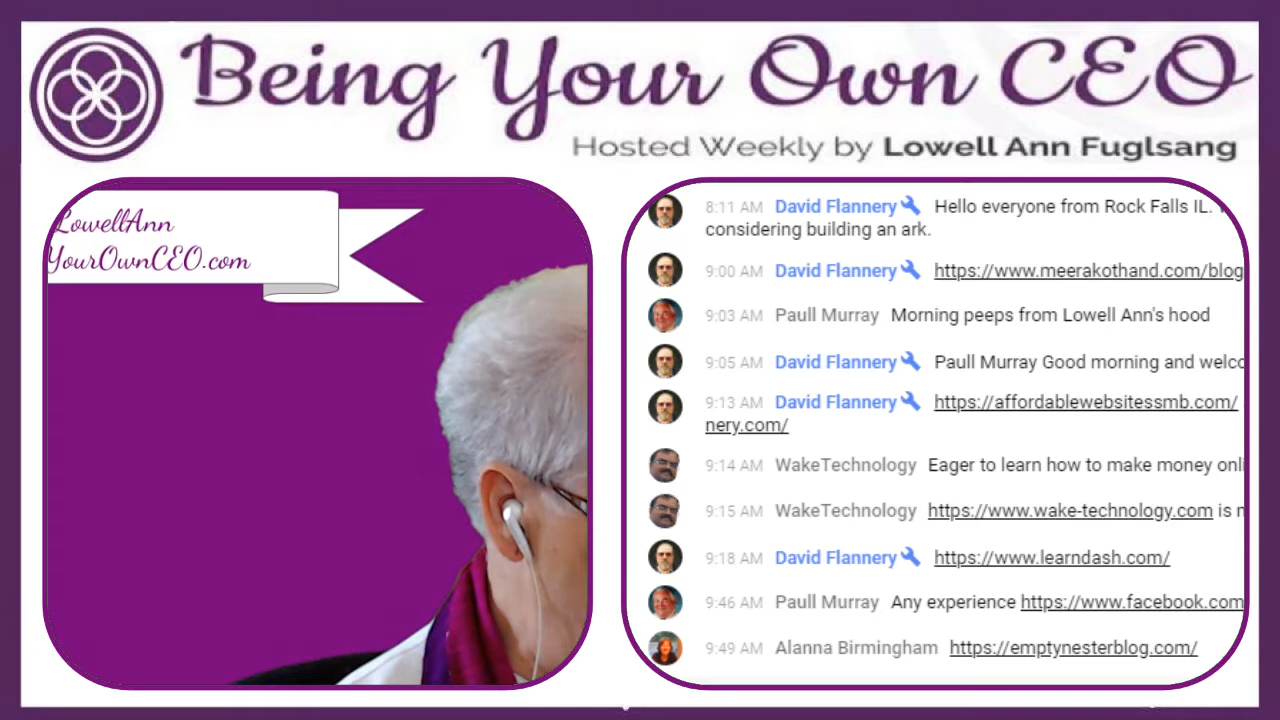 Being Your Own CEO
Hosted Weekly by Lowell Ann Fuglsang
LowellAnn
YourOwnCEO.com
8:11 AM David Flannery Hello everyone from Rock Falls IL.
considering building an ark.
9:00 AM David Flannery https://www.meerakothand.com/blog
9:03 AM Paull Murray Morning peeps from Lowell Ann's hood
9:05 AM David Flannery Paull Murray Good morning and welco
9:13 AM David Flannery https://affordablewebsitessmb.com/
nery.com/
9:14 AM WakeTechnology Eager to learn how to make money onli
9:15 AM WakeTechnology https://www.wake-technology.com is
9:18 AM David Flannery https://www.learndash.com/
9:46 AM Paull Murray Any experience https://www.facebook.com
9:49 AM Alanna Birmingham https://emptynesterblog.com/